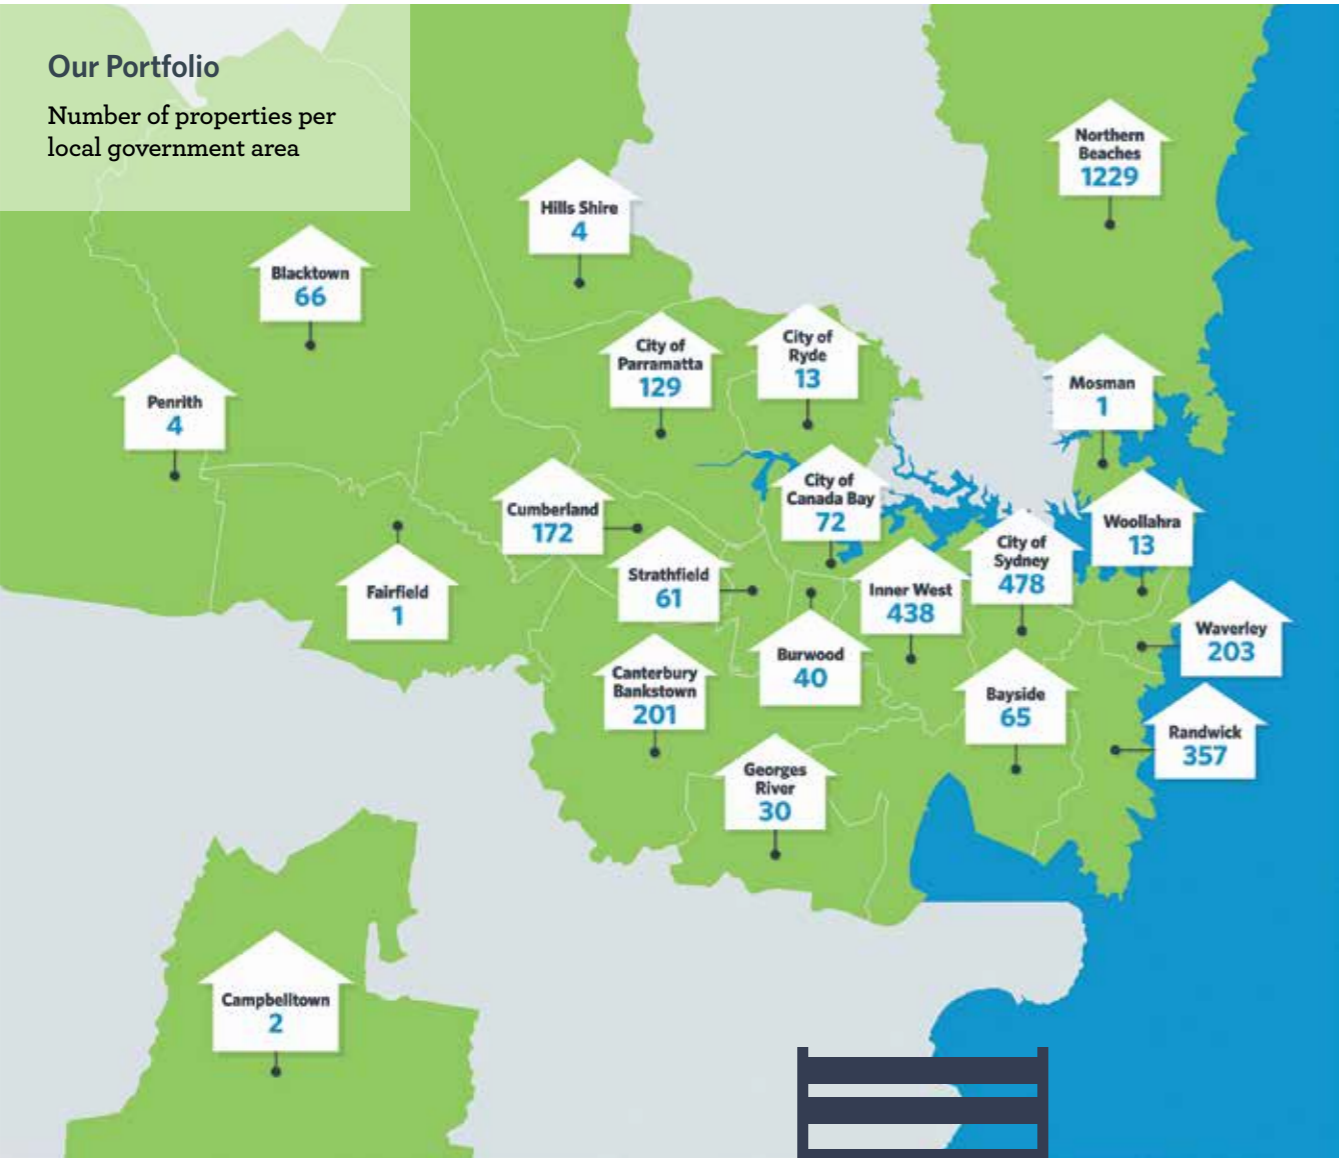 Our Portfolio
Number of properties per
local government area
Northern
Beaches
1229
Hills Shire
4
Blacktown
66
City of
Parramatta
129
City of
Ryde
13
Mosman
1
Penrith
4
City of
Canada Bay
72
Cumberland
172
Woollahra
13
City of
Sydney
478
Strathfield
61
Inner West
438
Fairfield
1
Waverley
203
Burwood
40
Canterbury
Bankstown
201
Bayside
65
Randwick
357
Georges
River
30
Campbelltown
2